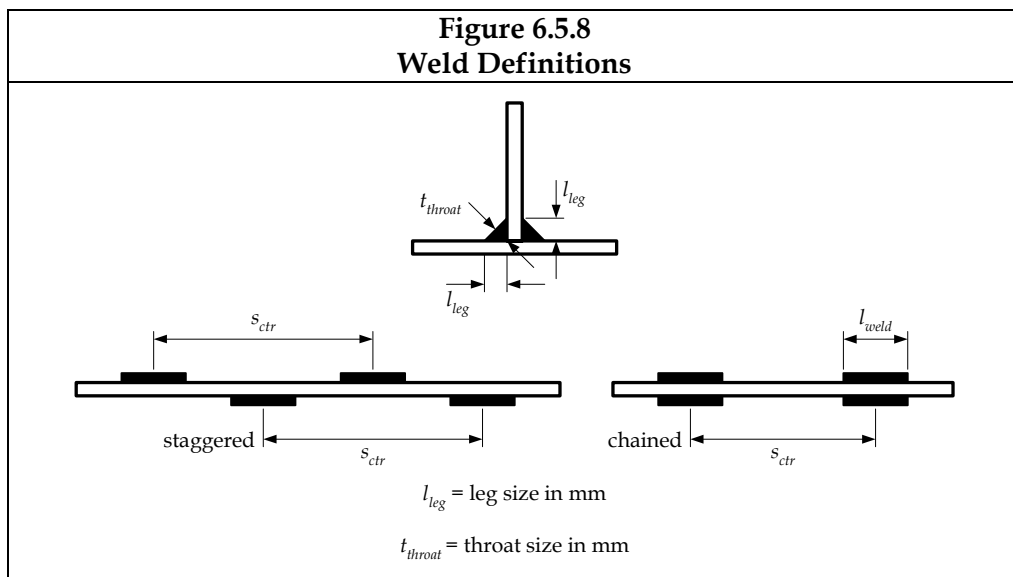 Figure 6.5.8
Weld Definitions
t_throat
l_leg
l_leg
s_ctr
l_weld
staggered
s_ctr
chained
s_ctr
l_leg = leg size in mm
t_throat = throat size in mm